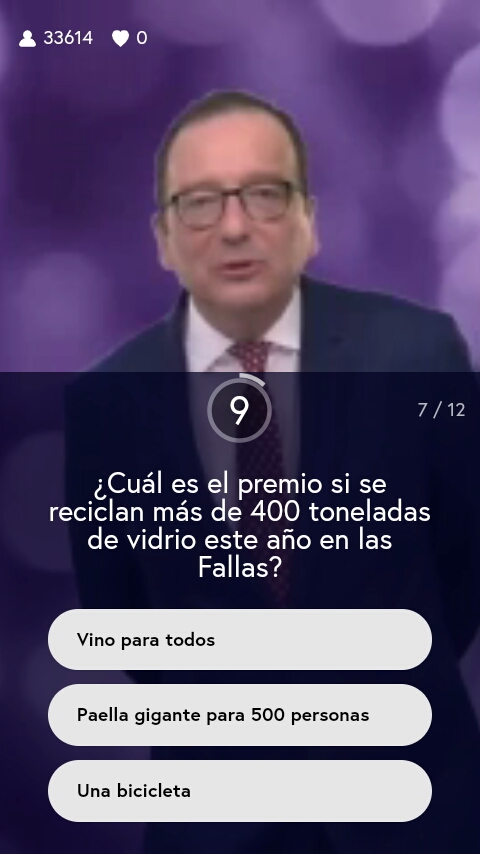 33614 0
9
7 / 12
¿Cuál es el premio si se
reciclan más de 400 toneladas
de vidrio este año en las
Fallas?
Vino para todos
Paella gigante para 500 personas
Una bicicleta